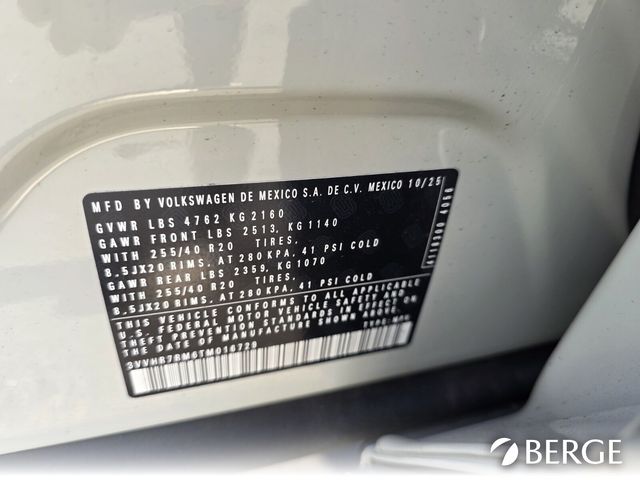 MFD BY VOLKSWAGEN DE MEXICO S.A. DE C.V. MEXICO 10/25
GVWR LBS 4762 KG 2160
GAWR FRONT LBS 2513, KG 1140
WITH 255/40 R20 TIRES,
8.5JX20 RIMS, AT 280 KPA, 41 PSI COLD
GAWR REAR LBS 2359, KG 1070
WITH 255/40 R20 TIRES,
8.5JX20 RIMS, AT 280 KPA, 41 PSI COLD
THIS VEHICLE CONFORMS TO ALL APPLICABLE
U.S. FEDERAL MOTOR VEHICLE SAFETY AND
THEFT PREVENTION STANDARDS IN EFFECT ON
THE DATE OF MANUFACTURE SHOWN ABOVE.
BERGE